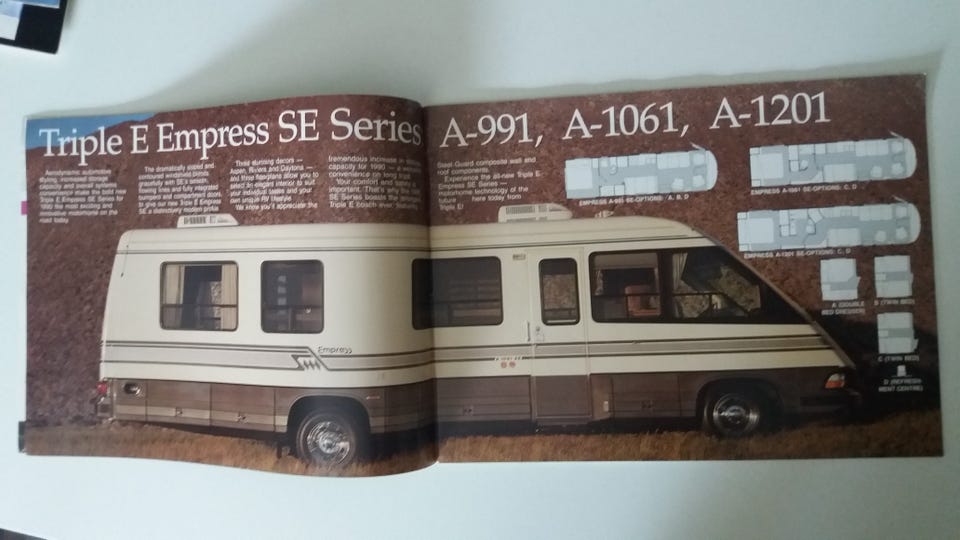 Triple E Empress SE Series A-991, A-1061, A-1201
Aerodynamic automotive
styling, increased storage
capacity and overall systems
convenience make the bold new
Triple E Empress SE Series for
1990 the most exciting and
innovative motorhome on the
road today.
The dramatically sloped and
contoured windshield blends
gracefully with SE's painted
flowing lines and fully integrated
bumpers and compartment doors
to give our new Triple E Empress
SE a distinctively modern profile.
Three stunning decors —
Aspen, Riviera and Daytona —
and three floorplans allow you to
select an elegant interior to suit
your individual tastes and your
own unique RV lifestyle.
You know you'll appreciate the
tremendous increase in
capacity for 1990 — a
convenience on long trips.
Your comfort and safety
important. That's why the
SE Series boasts the
Triple E bosch ever
Steel-Guard composite wall and
roof components.
Experience the all-new Triple E
Empress SE Series —
motorhome technology of the
future here today from
Triple E!
EMPRESS A-991 SE-OPTIONS: A, B, D
EMPRESS A-1061 SE-OPTIONS: C, D
EMPRESS A-1201 SE-OPTIONS: C, D
A (DOUBLE
BED DRESSER)
B (TWIN BED)
C (TWIN BED)
D (REFRESH
MENT CENTRE)
Empress